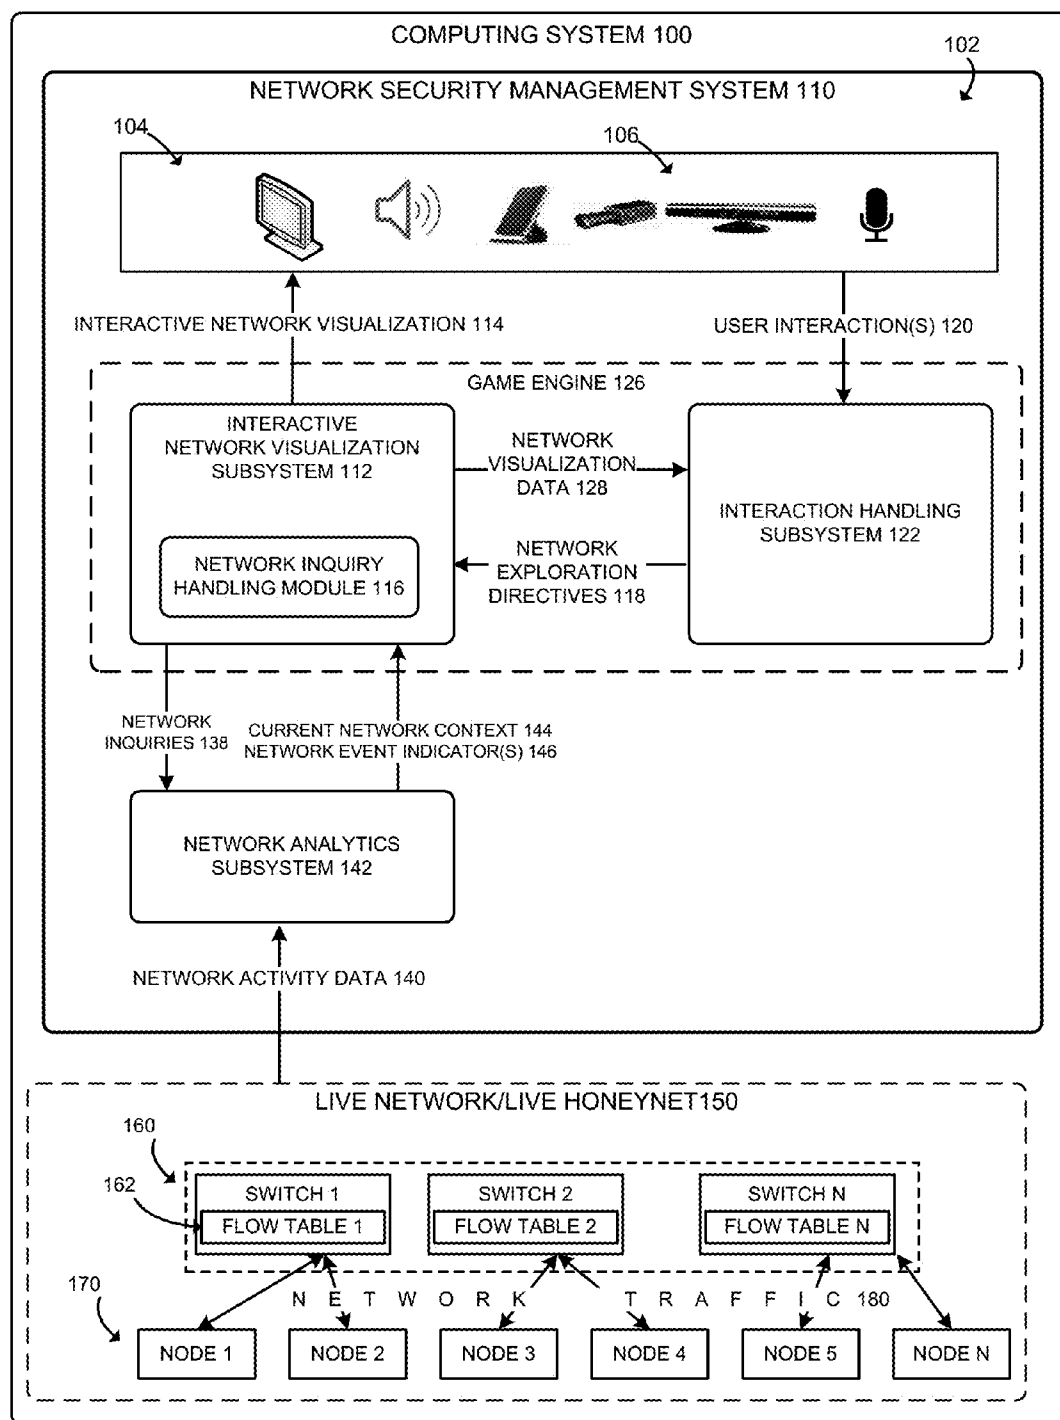 COMPUTING SYSTEM 100
102
NETWORK SECURITY MANAGEMENT SYSTEM 110
104
106
INTERACTIVE NETWORK VISUALIZATION 114
USER INTERACTION(S) 120
GAME ENGINE 126
INTERACTIVE
NETWORK VISUALIZATION
SUBSYSTEM 112
NETWORK
VISUALIZATION
DATA 128
INTERACTION HANDLING
SUBSYSTEM 122
NETWORK INQUIRY
HANDLING MODULE 116
NETWORK
EXPLORATION
DIRECTIVES 118
NETWORK
INQUIRIES 138
CURRENT NETWORK CONTEXT 144
NETWORK EVENT INDICATOR(S) 146
NETWORK ANALYTICS
SUBSYSTEM 142
NETWORK ACTIVITY DATA 140
LIVE NETWORK/LIVE HONEYNET150
160
162
SWITCH 1
FLOW TABLE 1
SWITCH 2
FLOW TABLE 2
SWITCH N
FLOW TABLE N
170
NETWORK TRAFFIC 180
NODE 1
NODE 2
NODE 3
NODE 4
NODE 5
NODE N